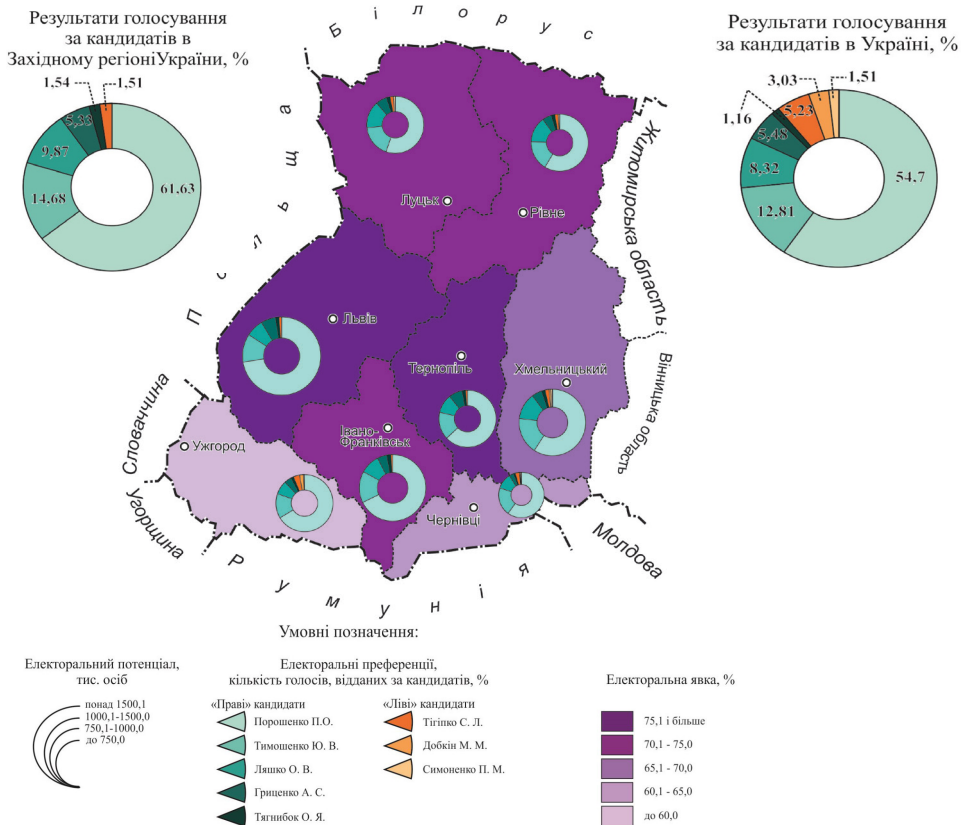 Результати голосування
за кандидатів в
Західному регіоніУкраїни, %
1,54
1,51
5,33
9,87
14,68
61,63
Результати голосування
за кандидатів в Україні, %
3,03
1,51
1,16
5,23
5,48
8,32
12,81
54,7
Білорус
Польща
Житомирська область
Вінницька область
Словаччина
Угорщина
Румунія
Молдова
Луцьк
Рівне
Львів
Тернопіль
Хмельницький
Івано-
Франківськ
Ужгород
Чернівці
Умовні позначення:
Електоральний потенціал,
тис. осіб
понад 1500,1
1000,1-1500,0
750,1-1000,0
до 750,0
Електоральні преференції,
кількість голосів, відданих за кандидатів, %
«Праві» кандидати
Порошенко П.О.
Тимошенко Ю. В.
Ляшко О. В.
Гриценко А. С.
Тягнибок О. Я.
«Ліві» кандидати
Тігіпко С. Л.
Добкін М. М.
Симоненко П. М.
Електоральна явка, %
75,1 і більше
70,1 - 75,0
65,1 - 70,0
60,1 - 65,0
до 60,0